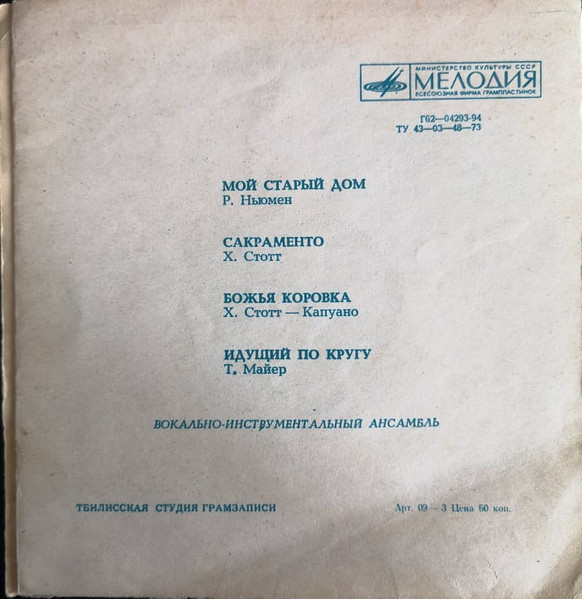 МИНИСТЕРСТВО КУЛЬТУРЫ СССР
МЕЛОДИЯ
ВСЕСОЮЗНАЯ ФИРМА ГРАМПЛАСТИНОК
Г62—04293-94
ТУ 43—03—48—73
МОЙ СТАРЫЙ ДОМ
Р. Ньюмен
САКРАМЕНТО
Х. Стотт
БОЖЬЯ КОРОВКА
Х. Стотт — Капуано
ИДУЩИЙ ПО КРУГУ
Т. Майер
ВОКАЛЬНО-ИНСТРУМЕНТАЛЬНЫЙ АНСАМБЛЬ
ТБИЛИССКАЯ СТУДИЯ ГРАМЗАПИСИ
Арт. 09 — 3 Цена 60 коп.